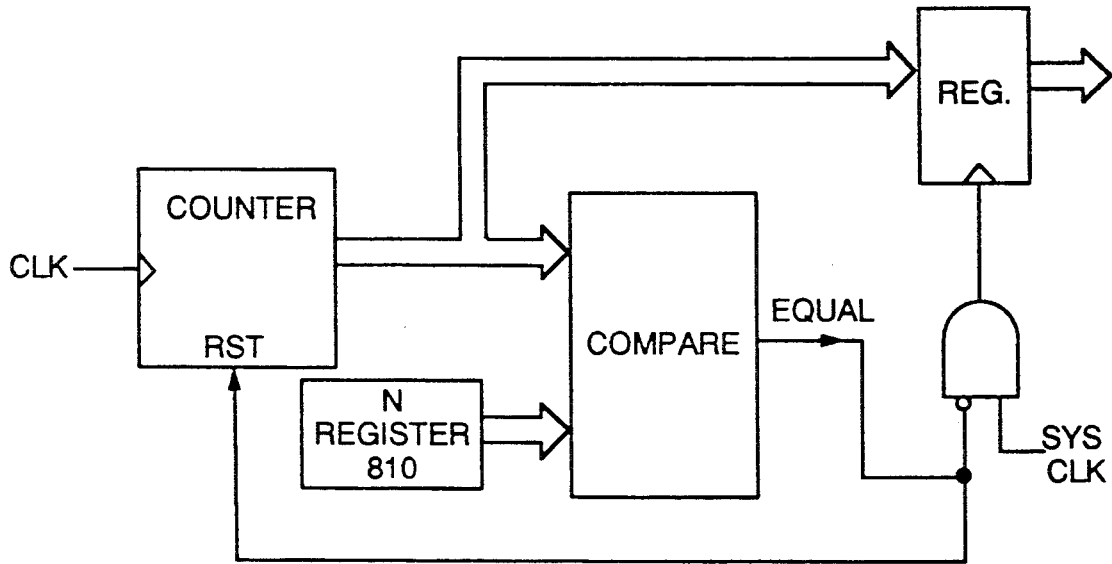 REG.
COUNTER
CLK
RST
EQUAL
COMPARE
N
REGISTER
810
SYS
CLK